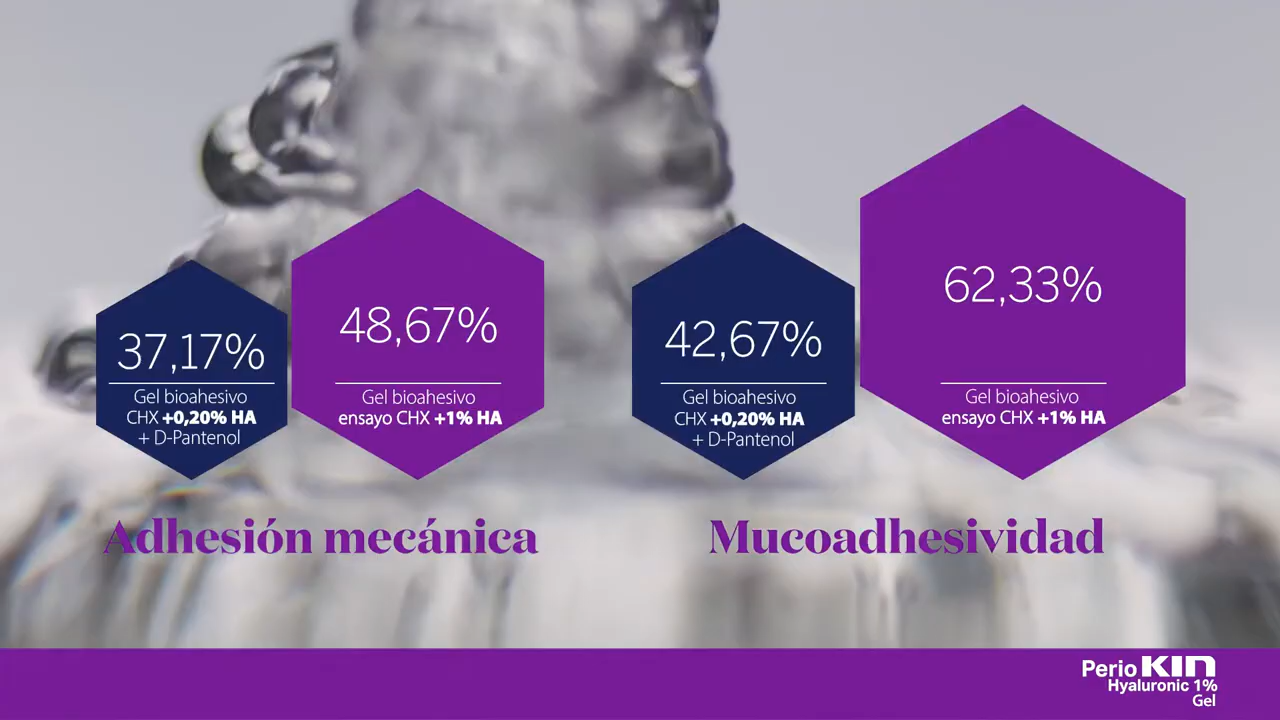 37,17%
Gel bioahesivo
CHX +0,20% HA
+ D-Pantenol
48,67%
Gel bioahesivo
ensayo CHX +1% HA
Adhesión mecánica
42,67%
Gel bioahesivo
CHX +0,20% HA
+ D-Pantenol
62,33%
Gel bioahesivo
ensayo CHX +1% HA
Mucoadhesividad
Perio KIN
Hyaluronic 1%
Gel